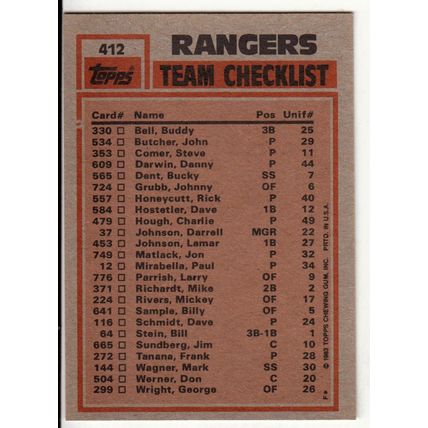 412 RANGERS
Topps TEAM CHECKLIST
Card# Name Pos Unif#
330 □ Bell, Buddy 3B 25
534 □ Butcher, John P 29
353 □ Comer, Steve P 11
609 □ Darwin, Danny P 44
565 □ Dent, Bucky SS 7
724 □ Grubb, Johnny OF 6
557 □ Honeycutt, Rick P 40
584 □ Hostetler, Dave 1B 12
479 □ Hough, Charlie P 49
37 □ Johnson, Darrell MGR 22
453 □ Johnson, Lamar 1B 27
749 □ Matlack, Jon P 32
12 □ Mirabella, Paul P 34
776 □ Parrish, Larry OF 9
371 □ Richardt, Mike 2B 2
224 □ Rivers, Mickey OF 17
641 □ Sample, Billy OF 5
116 □ Schmidt, Dave P 24
64 □ Stein, Bill 3B-1B 1
665 □ Sundberg, Jim C 10
272 □ Tanana, Frank P 28
144 □ Wagner, Mark SS 30
504 □ Werner, Don C 20
299 □ Wright, George OF 26
F* © 1983 TOPPS CHEWING GUM, INC. PRTD. IN U.S.A.